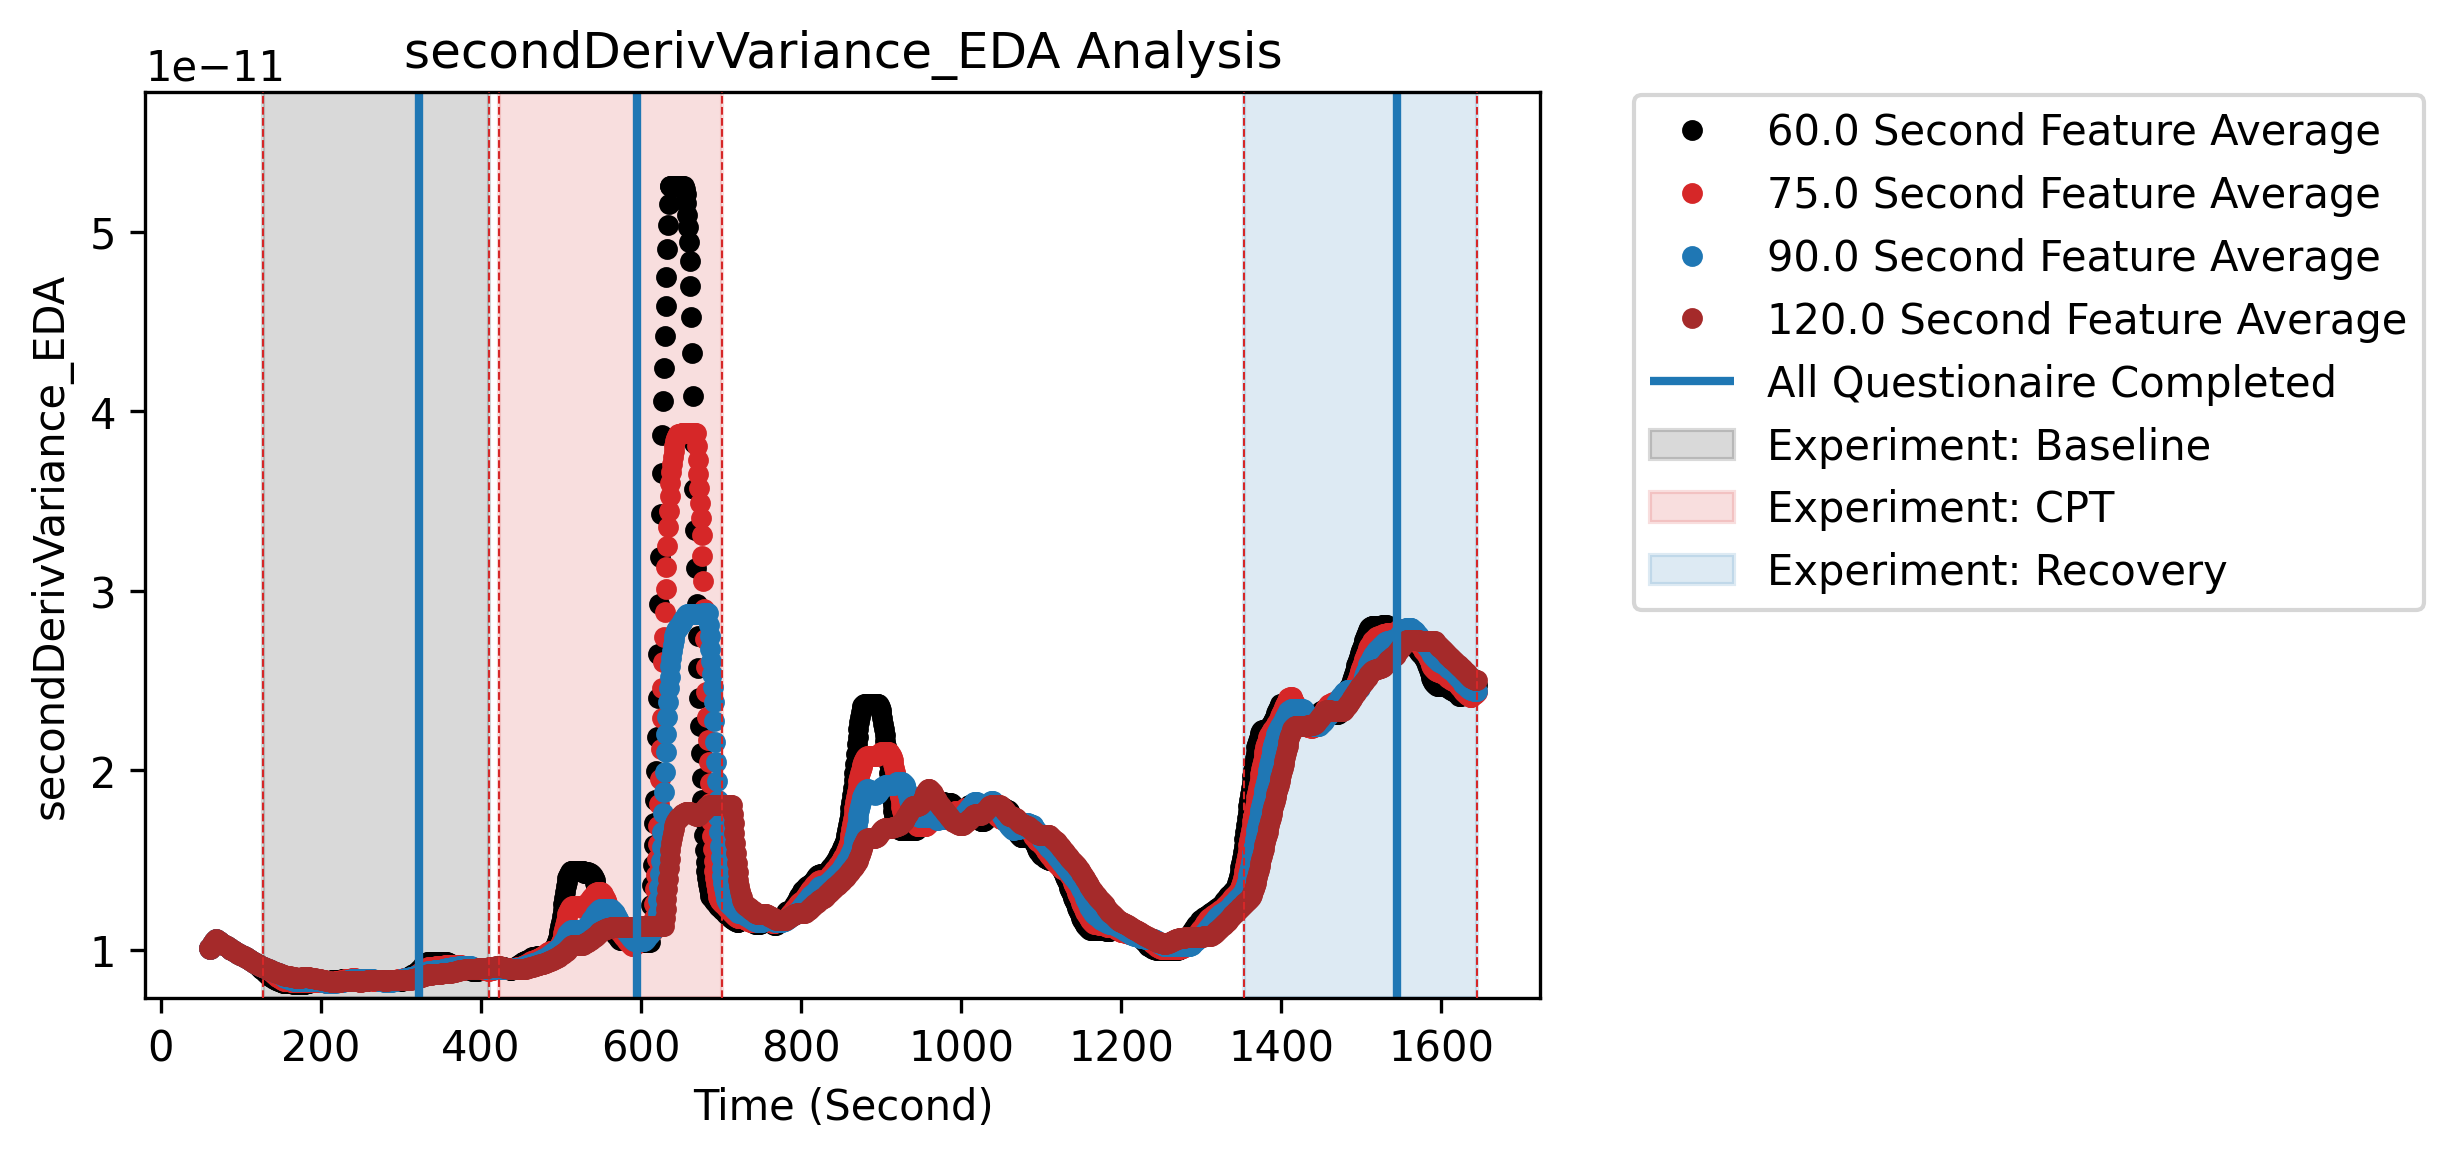 secondDerivVariance_EDA Analysis
1e−11
secondDerivVariance_EDA
5
4
3
2
1
0 200 400 600 800 1000 1200 1400 1600
Time (Second)
60.0 Second Feature Average
75.0 Second Feature Average
90.0 Second Feature Average
120.0 Second Feature Average
All Questionaire Completed
Experiment: Baseline
Experiment: CPT
Experiment: Recovery